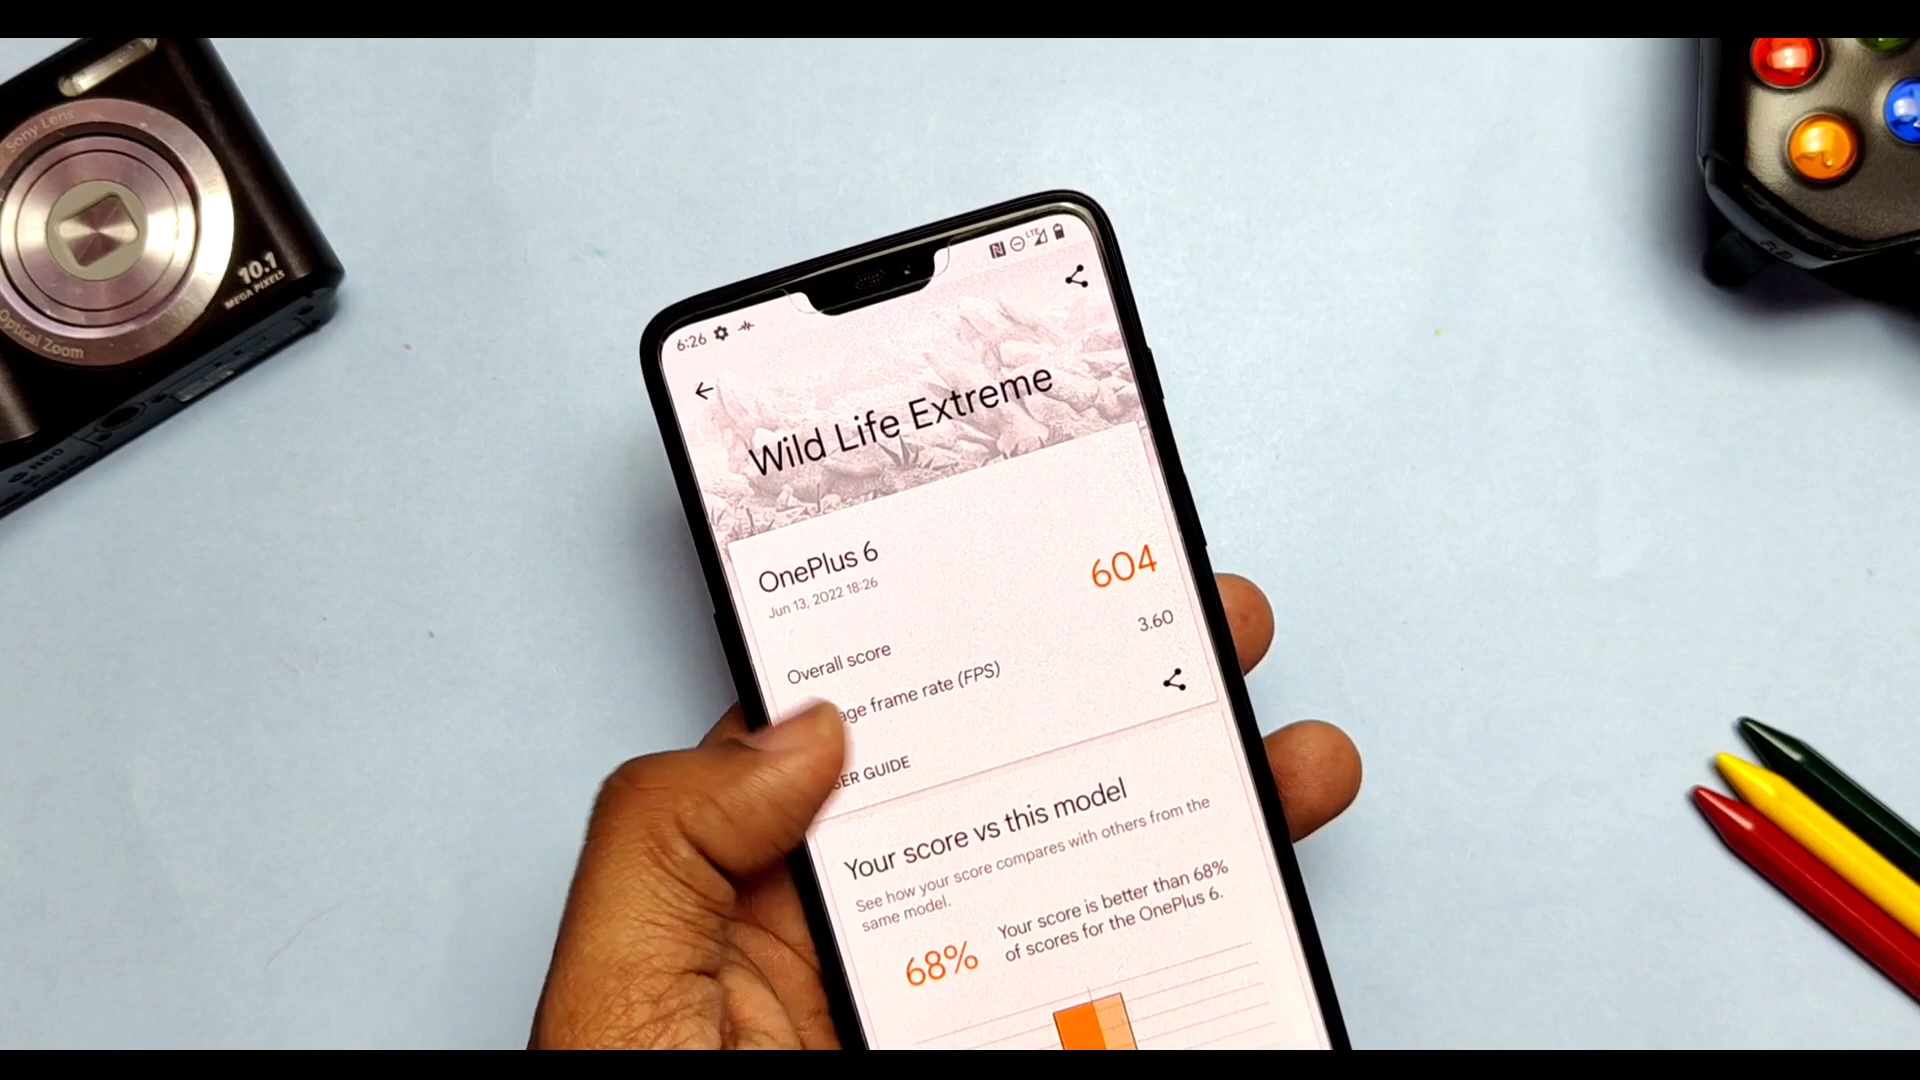 Sony Lens
Optical Zoom
10.1
MEGA PIXELS
6:26
LTE
Wild Life Extreme
OnePlus 6
Jun 13, 2022 18:26
604
Overall score
3.60
age frame rate (FPS)
SER GUIDE
Your score vs this model
See how your score compares with others from the
same model.
68%
Your score is better than 68%
of scores for the OnePlus 6.